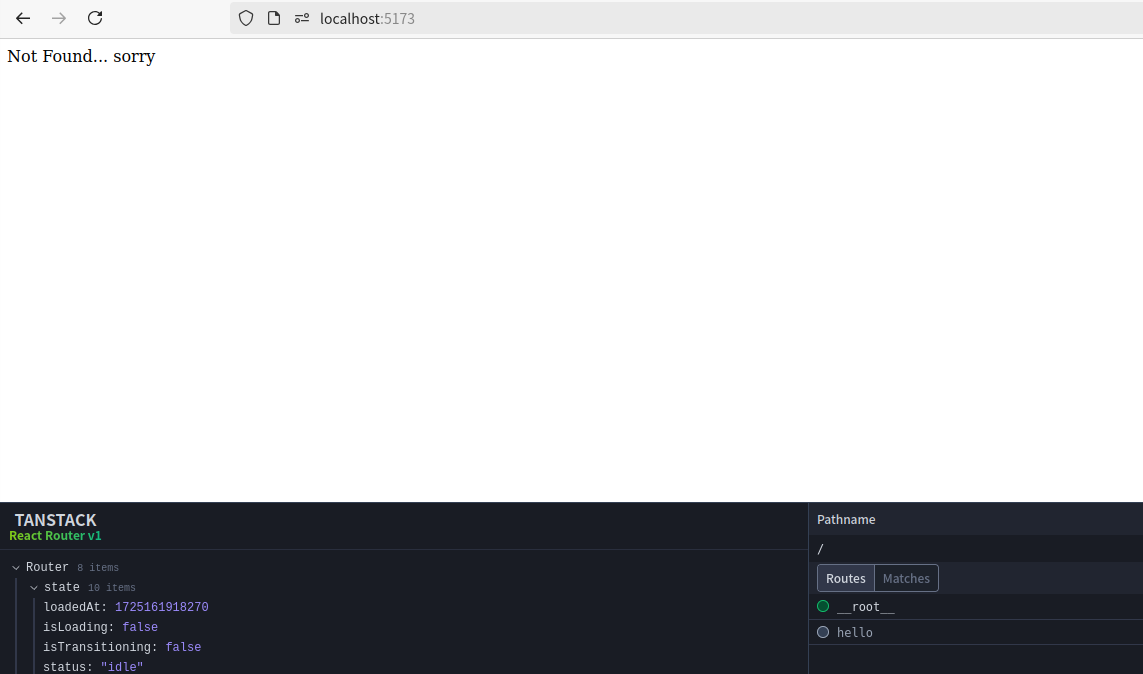 localhost:5173
Not Found... sorry
TANSTACK
React Router v1
Router 8 items
state 10 items
loadedAt: 1725161918270
isLoading: false
isTransitioning: false
status: "idle"
Pathname
/
Routes Matches
__root__
hello